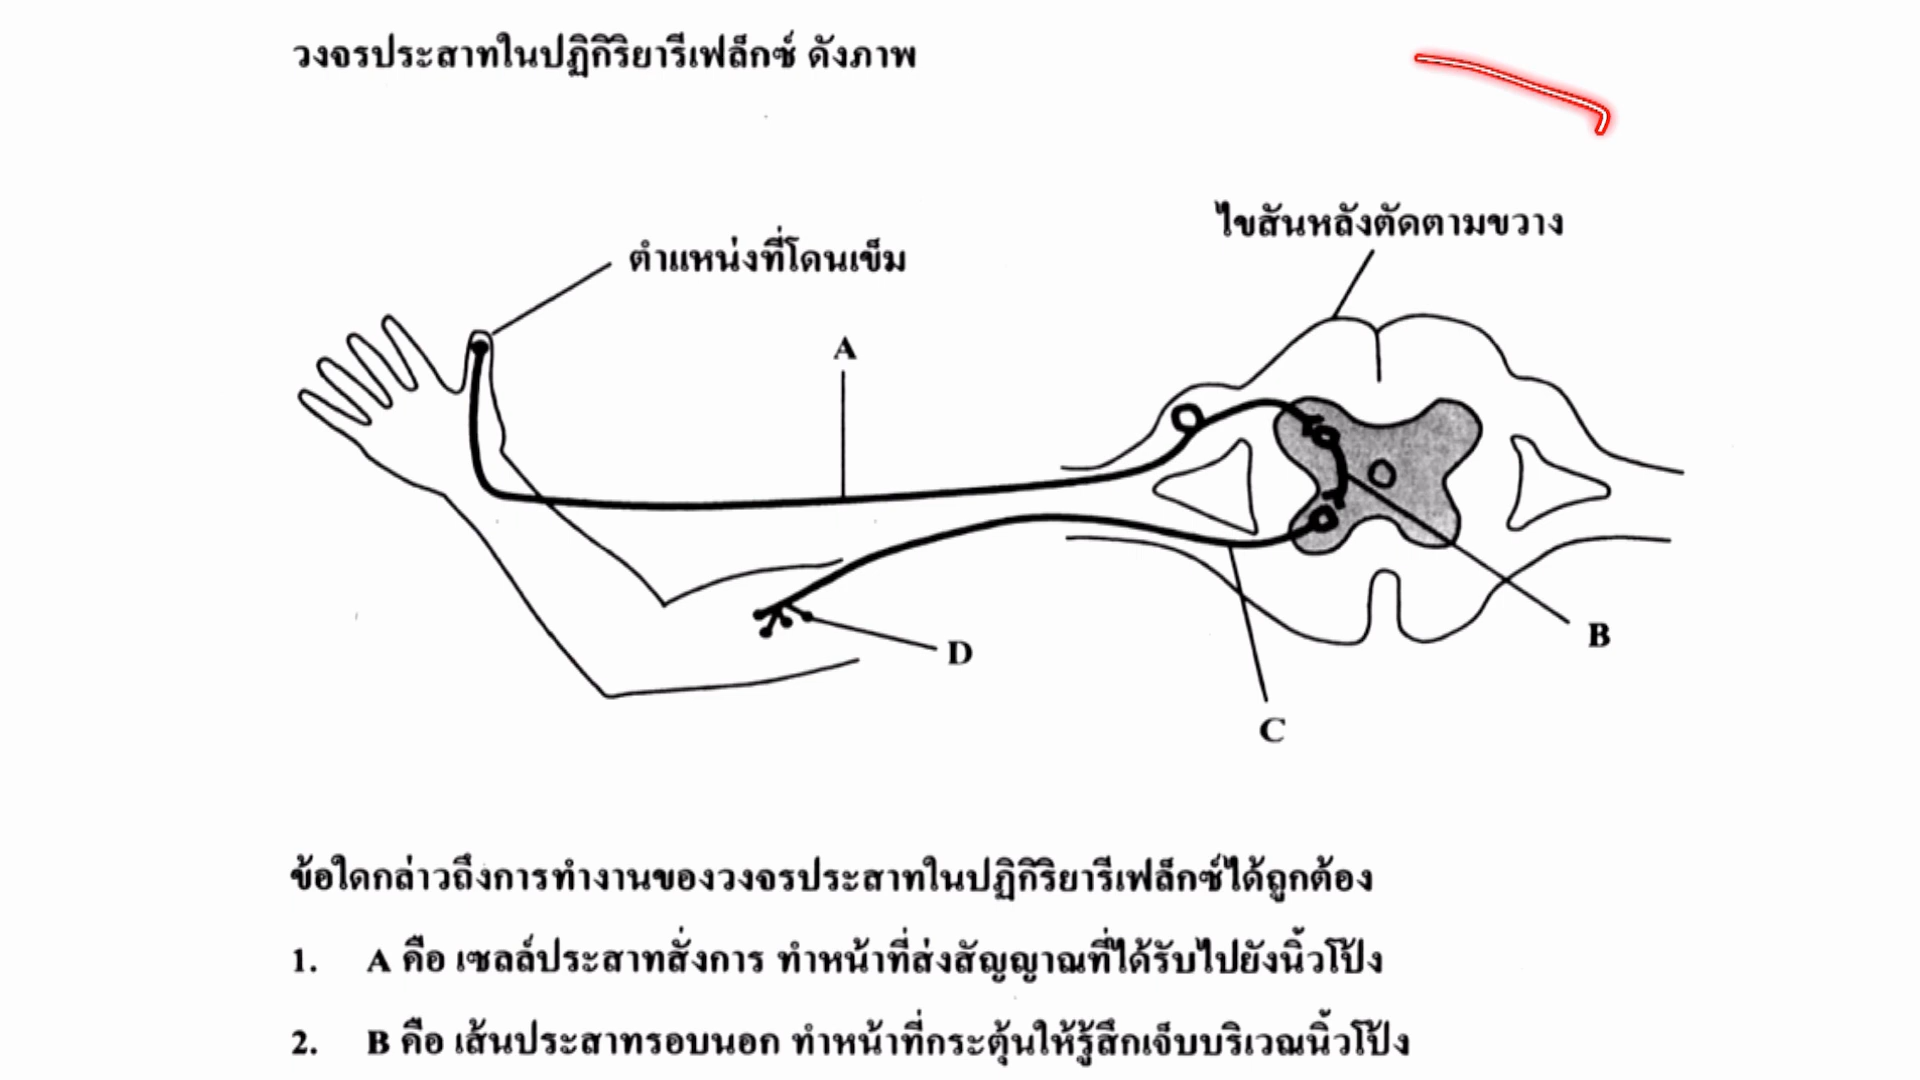 วงจรประสาทในปฏิกิริยารีเฟล็กซ์ ดังภาพ
ไขสันหลังตัดตามขวาง
ตำแหน่งที่โดนเข็ม
A
B
D
C
ข้อใดกล่าวถึงการทำงานของวงจรประสาทในปฏิกิริยารีเฟล็กซ์ได้ถูกต้อง
1. A คือ เซลล์ประสาทสั่งการ ทำหน้าที่ส่งสัญญาณที่ได้รับไปยังนิ้วโป้ง
2. B คือ เส้นประสาทรอบนอก ทำหน้าที่กระตุ้นให้รู้สึกเจ็บบริเวณนิ้วโป้ง